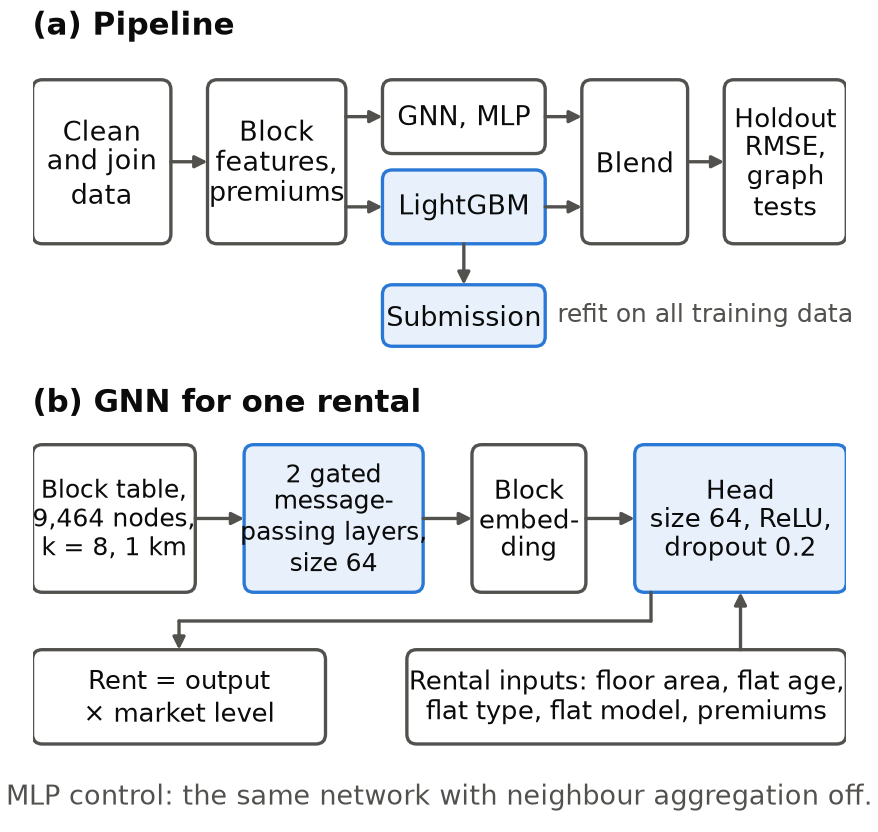 (a) Pipeline
Clean
and join
data
Block
features,
premiums
GNN, MLP
LightGBM
Blend
Holdout
RMSE,
graph
tests
Submission
refit on all training data
(b) GNN for one rental
Block table,
9,464 nodes,
k = 8, 1 km
2 gated
message-
passing layers,
size 64
Block
embed-
ding
Head
size 64, ReLU,
dropout 0.2
Rent = output
× market level
Rental inputs: floor area, flat age,
flat type, flat model, premiums
MLP control: the same network with neighbour aggregation off.